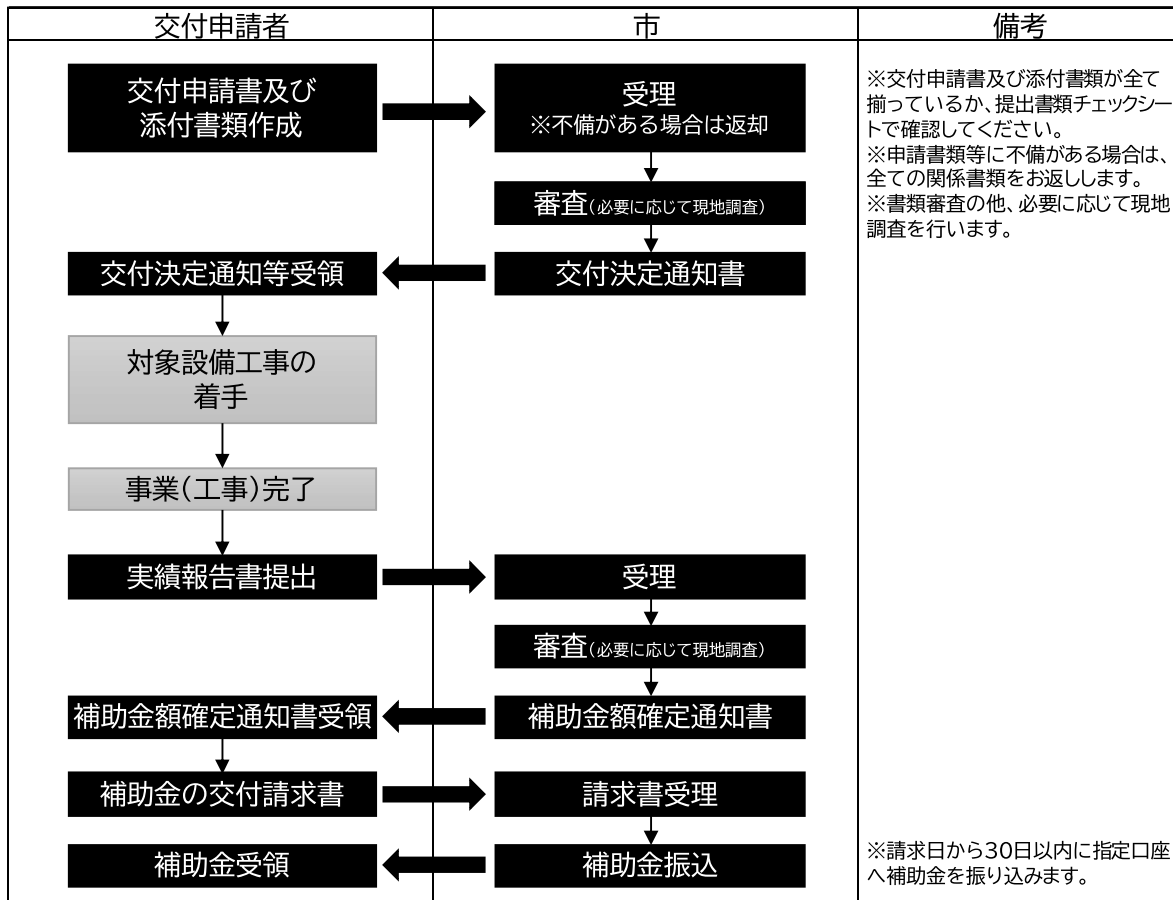 交付申請者
市
備考
交付申請書及び
添付書類作成
受理
※不備がある場合は返却
※交付申請書及び添付書類が全て
揃っているか、提出書類チェックシー
トで確認してください。
※申請書類等に不備がある場合は、
全ての関係書類をお返しします。
※書類審査の他、必要に応じて現地
調査を行います。
審査(必要に応じて現地調査)
交付決定通知書
交付決定通知等受領
対象設備工事の
着手
事業(工事)完了
実績報告書提出
受理
審査(必要に応じて現地調査)
補助金額確定通知書
補助金額確定通知書受領
補助金の交付請求書
請求書受理
補助金振込
補助金受領
※請求日から30日以内に指定口座
へ補助金を振り込みます。